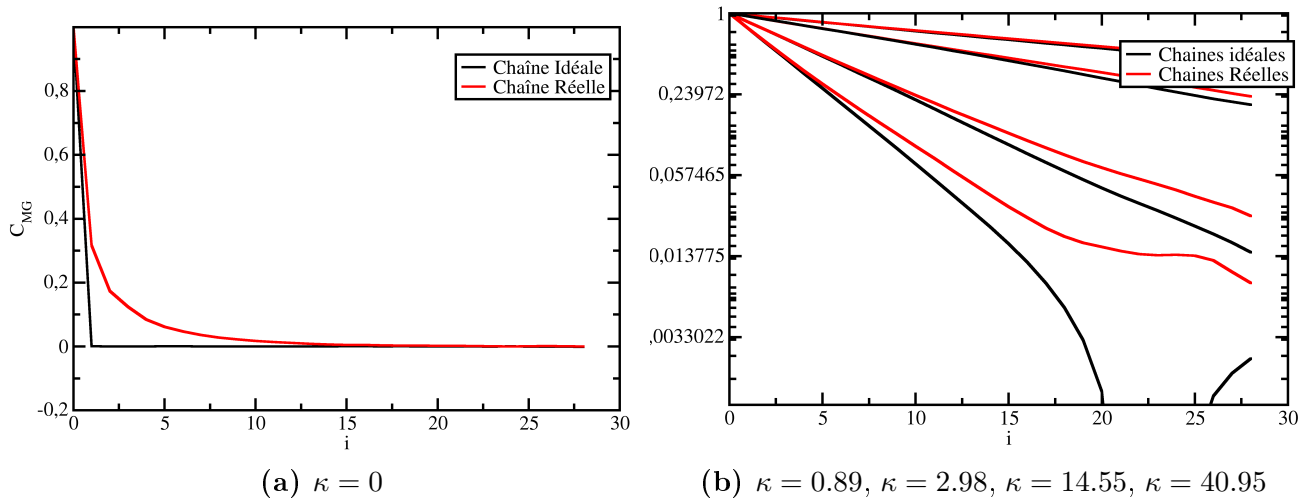 0,8
0,6
0,4
0,2
0
-0,2
C_MG
0 5 10 15 20 25 30
i
Chaîne Idéale
Chaîne Réelle
1
0,23972
0,057465
0,013775
,0033022
0 5 10 15 20 25 30
i
Chaines idéales
Chaines Réelles
(a) κ = 0
(b) κ = 0.89, κ = 2.98, κ = 14.55, κ = 40.95